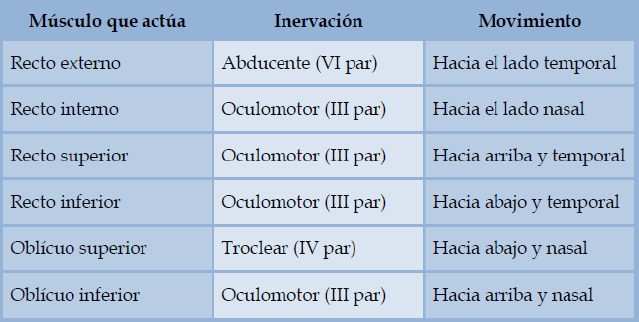 Músculo que actúa Inervación Movimiento
Recto externo Abducente (VI par) Hacia el lado temporal
Recto interno Oculomotor (III par) Hacia el lado nasal
Recto superior Oculomotor (III par) Hacia arriba y temporal
Recto inferior Oculomotor (III par) Hacia abajo y temporal
Oblícuo superior Troclear (IV par) Hacia abajo y nasal
Oblícuo inferior Oculomotor (III par) Hacia arriba y nasal